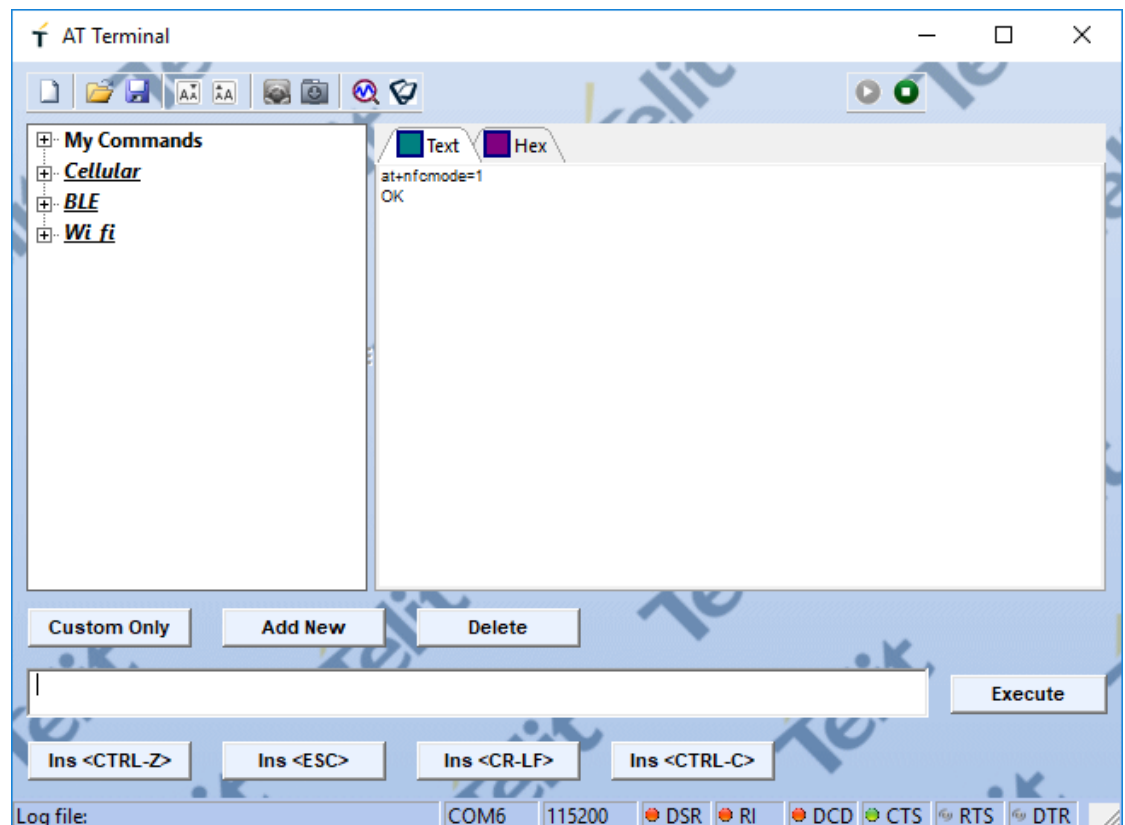 AT Terminal
My Commands
Cellular
BLE
Wi fi
Text Hex
at+nfcmode=1
OK
Custom Only Add New Delete
Execute
Ins <CTRL-Z> Ins <ESC> Ins <CR-LF> Ins <CTRL-C>
Log file: COM6 115200 DSR RI DCD CTS RTS DTR
Telit